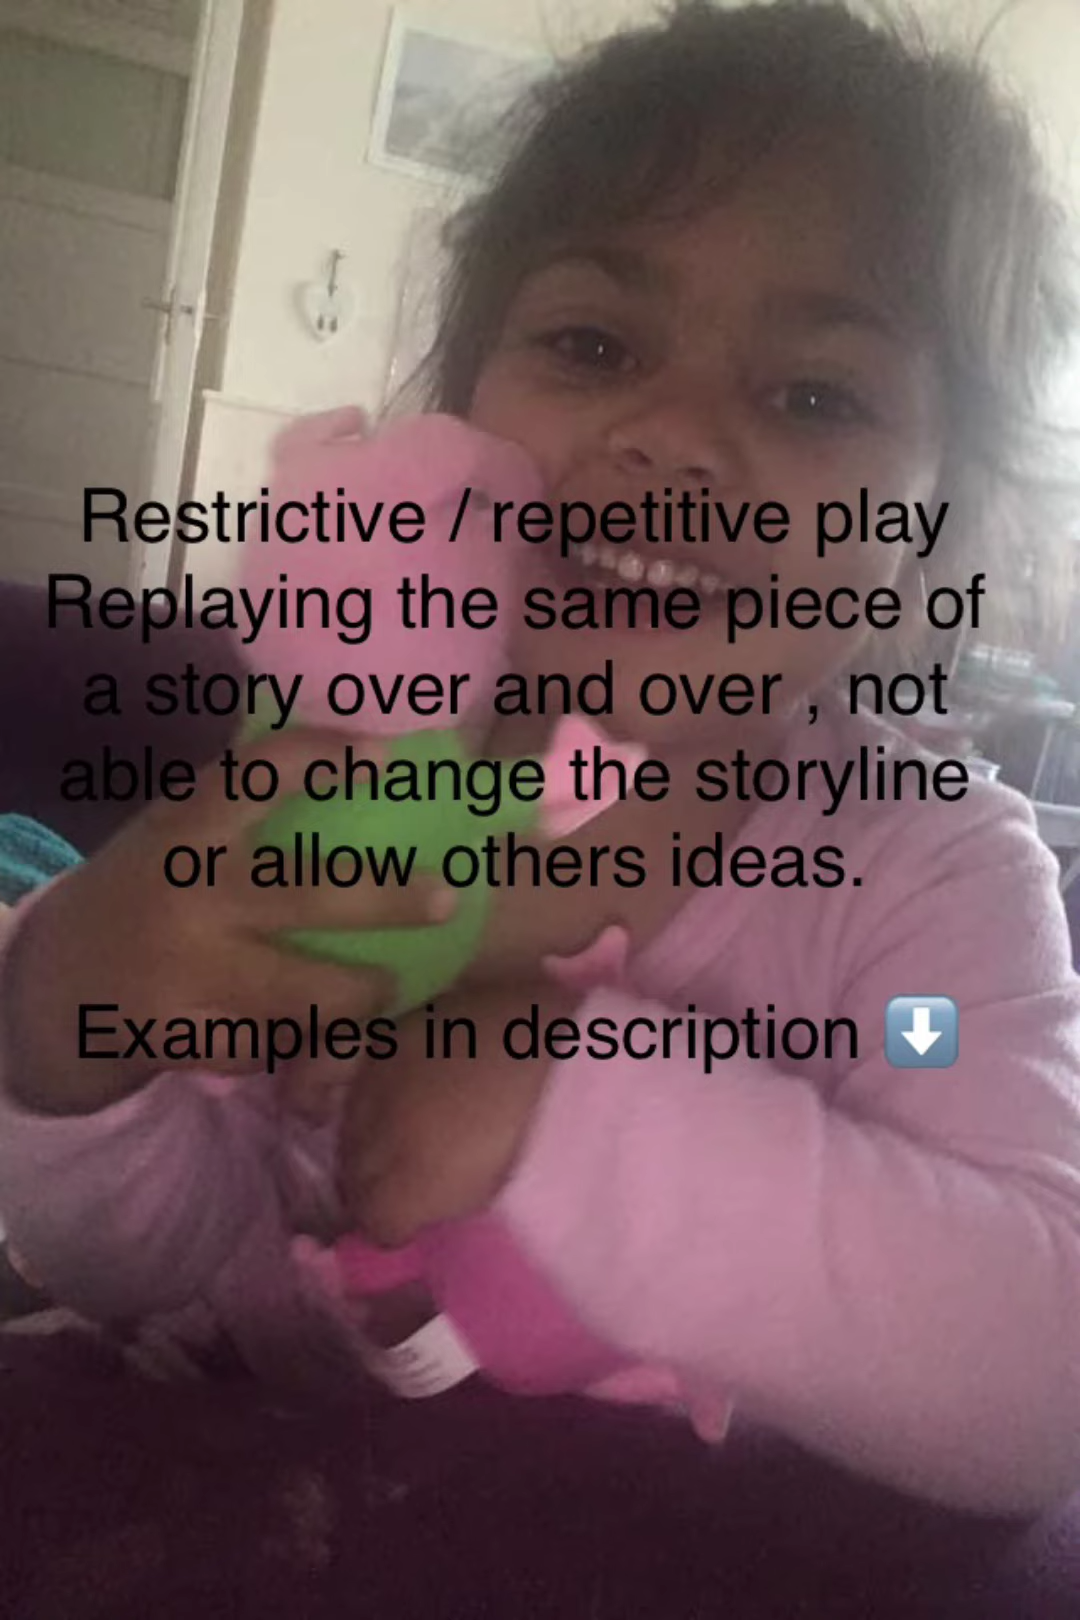 Restrictive / repetitive play
Replaying the same piece of
a story over and over , not
able to change the storyline
or allow others ideas.
Examples in description ⬇️